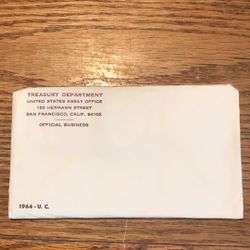 TREASURY DEPARTMENT
UNITED STATES ASSAY OFFICE
155 HERMANN STREET
SAN FRANCISCO, CALIF. 94102
OFFICIAL BUSINESS
1964 - U. C.